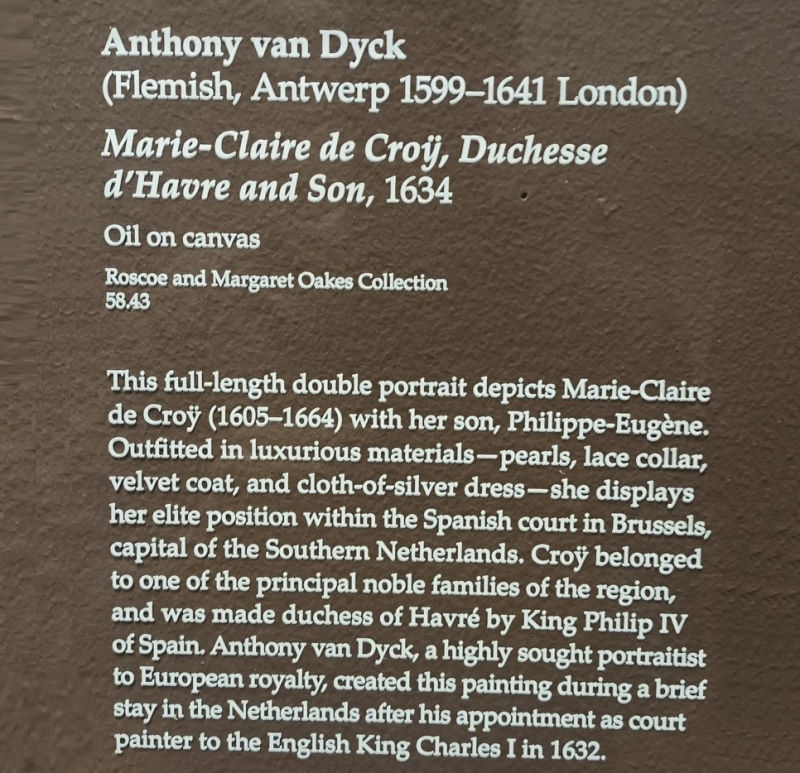 Anthony van Dyck
(Flemish, Antwerp 1599–1641 London)
Marie-Claire de Croÿ, Duchesse
d'Havre and Son, 1634
Oil on canvas
Roscoe and Margaret Oakes Collection
58.43
This full-length double portrait depicts Marie-Claire
de Croÿ (1605–1664) with her son, Philippe-Eugène.
Outfitted in luxurious materials—pearls, lace collar,
velvet coat, and cloth-of-silver dress—she displays
her elite position within the Spanish court in Brussels,
capital of the Southern Netherlands. Croÿ belonged
to one of the principal noble families of the region,
and was made duchess of Havré by King Philip IV
of Spain. Anthony van Dyck, a highly sought portraitist
to European royalty, created this painting during a brief
stay in the Netherlands after his appointment as court
painter to the English King Charles I in 1632.